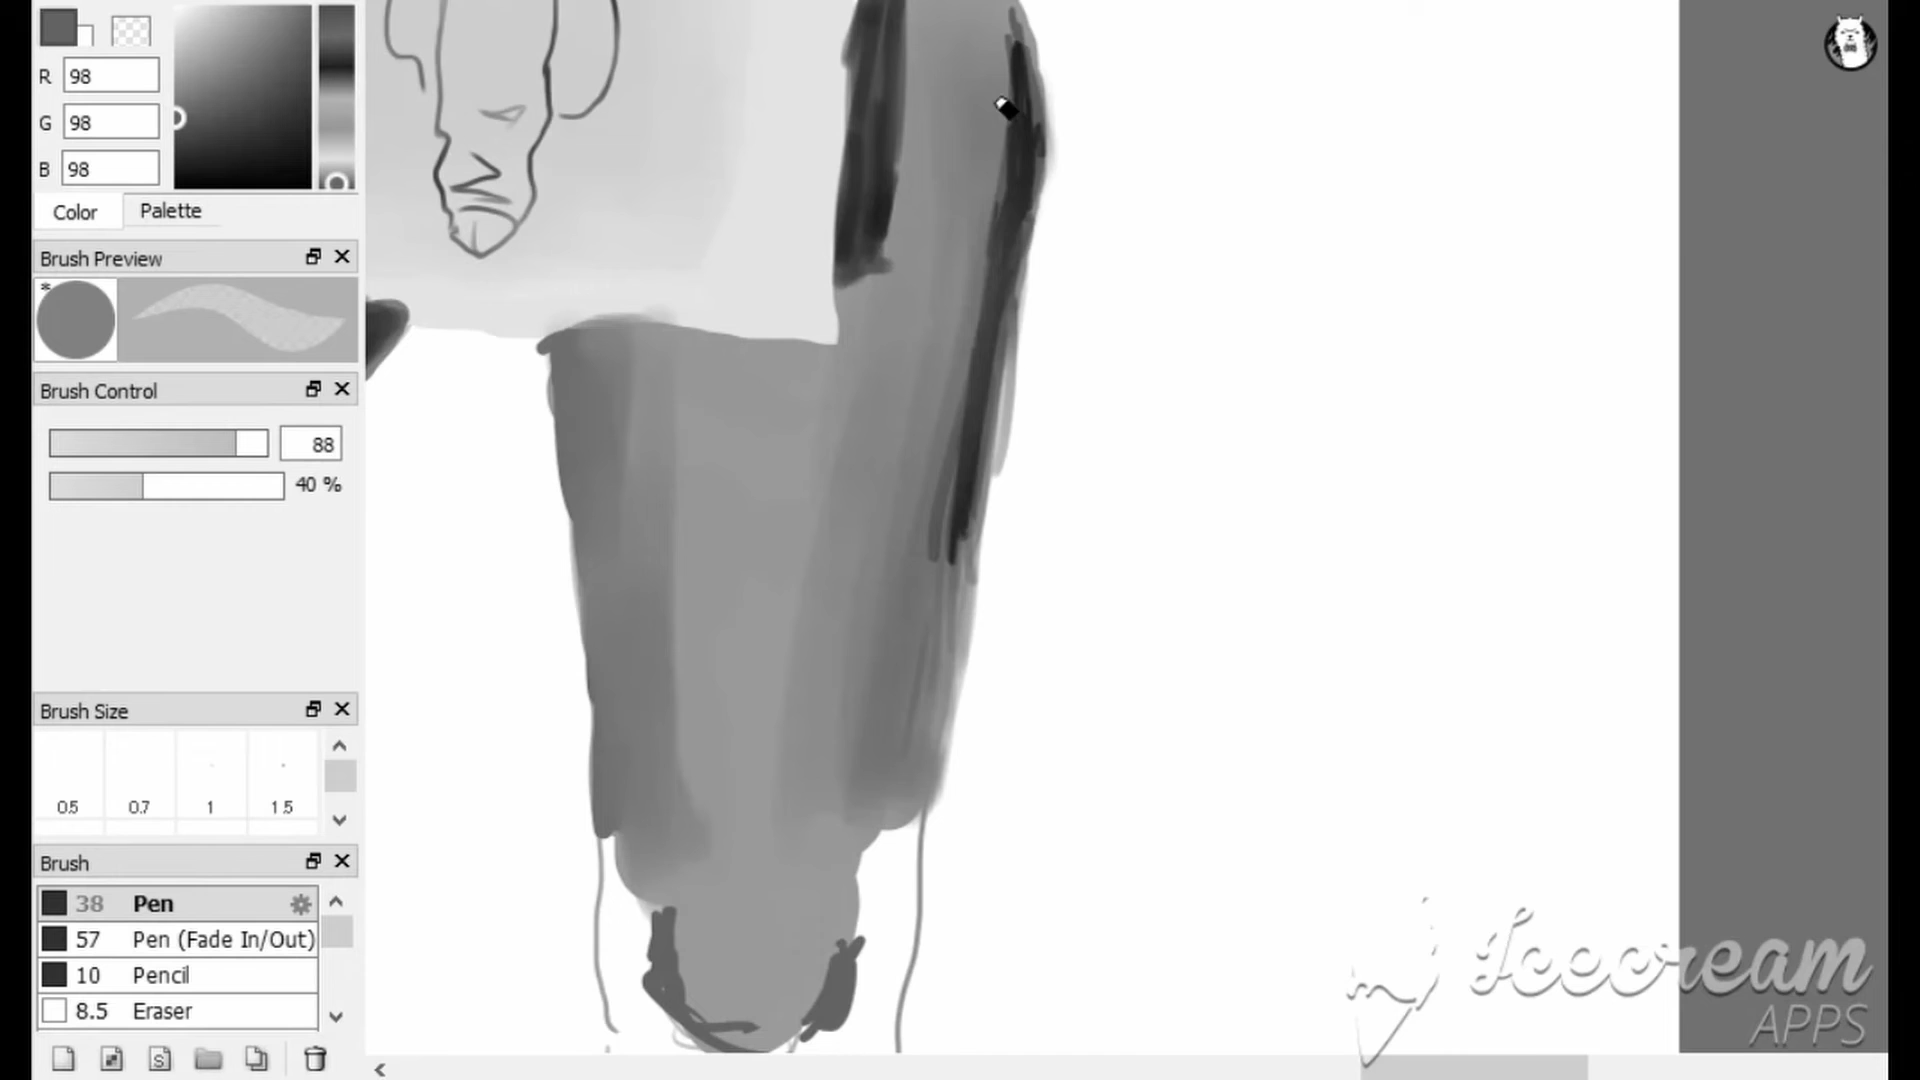 R 98
G 98
B 98
Color Palette
Brush Preview
*
Brush Control
88
40 %
Brush Size
0.5 0.7 1 1.5
Brush
38 Pen
57 Pen (Fade In/Out)
10 Pencil
8.5 Eraser
S
Icecream
APPS